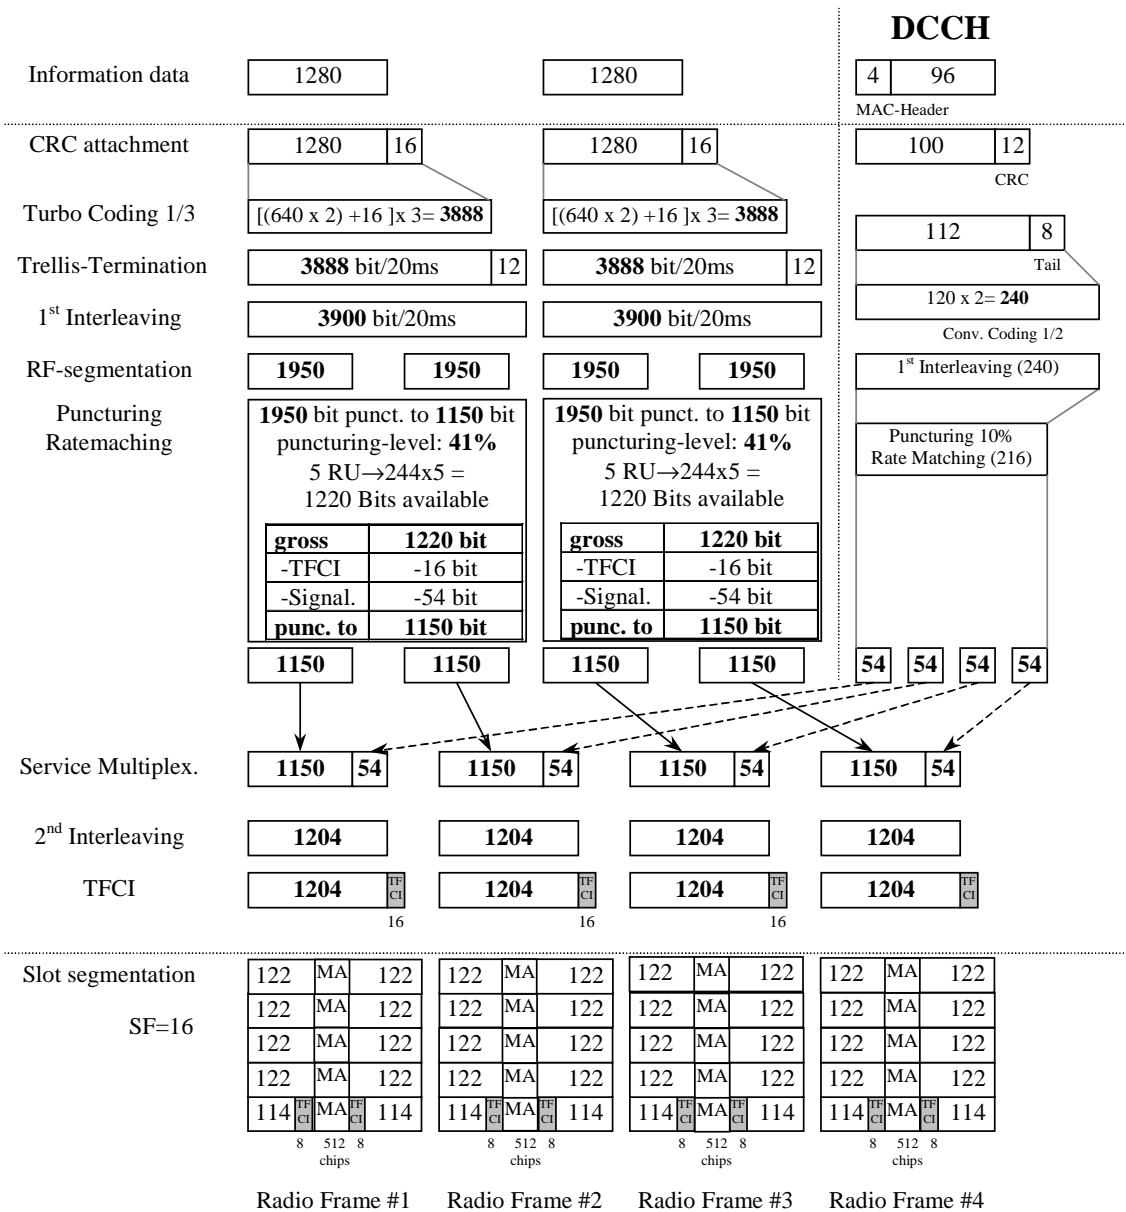 DCCH
Information data 1280 1280 4 96
MAC-Header
CRC attachment 1280 16 1280 16 100 12
CRC
Turbo Coding 1/3 [(640 x 2) +16 ]x 3= 3888 [(640 x 2) +16 ]x 3= 3888
112 8
Trellis-Termination 3888 bit/20ms 12 3888 bit/20ms 12
Tail
120 x 2= 240
1st Interleaving 3900 bit/20ms 3900 bit/20ms
Conv. Coding 1/2
RF-segmentation 1950 1950 1950 1950 1st Interleaving (240)
Puncturing 1950 bit punct. to 1150 bit 1950 bit punct. to 1150 bit
Ratemaching puncturing-level: 41% puncturing-level: 41% Puncturing 10%
Rate Matching (216)
5 RU→244x5 = 5 RU→244x5 =
1220 Bits available 1220 Bits available
gross 1220 bit gross 1220 bit
-TFCI -16 bit -TFCI -16 bit
-Signal. -54 bit -Signal. -54 bit
punc. to 1150 bit punc. to 1150 bit
1150 1150 1150 1150 54 54 54 54
Service Multiplex. 1150 54 1150 54 1150 54 1150 54
2nd Interleaving 1204 1204 1204 1204
TFCI 1204 TF CI 1204 TF CI 1204 TF CI 1204 TF CI
16 16 16
Slot segmentation 122 MA 122 122 MA 122 122 MA 122 122 MA 122
SF=16 122 MA 122 122 MA 122 122 MA 122 122 MA 122
122 MA 122 122 MA 122 122 MA 122 122 MA 122
122 MA 122 122 MA 122 122 MA 122 122 MA 122
114 TF CI MA TF CI 114 114 TF CI MA TF CI 114 114 TF CI MA TF CI 114 114 TF CI MA TF CI 114
8 512 8 8 512 8 8 512 8 8 512 8
chips chips chips chips
Radio Frame #1 Radio Frame #2 Radio Frame #3 Radio Frame #4